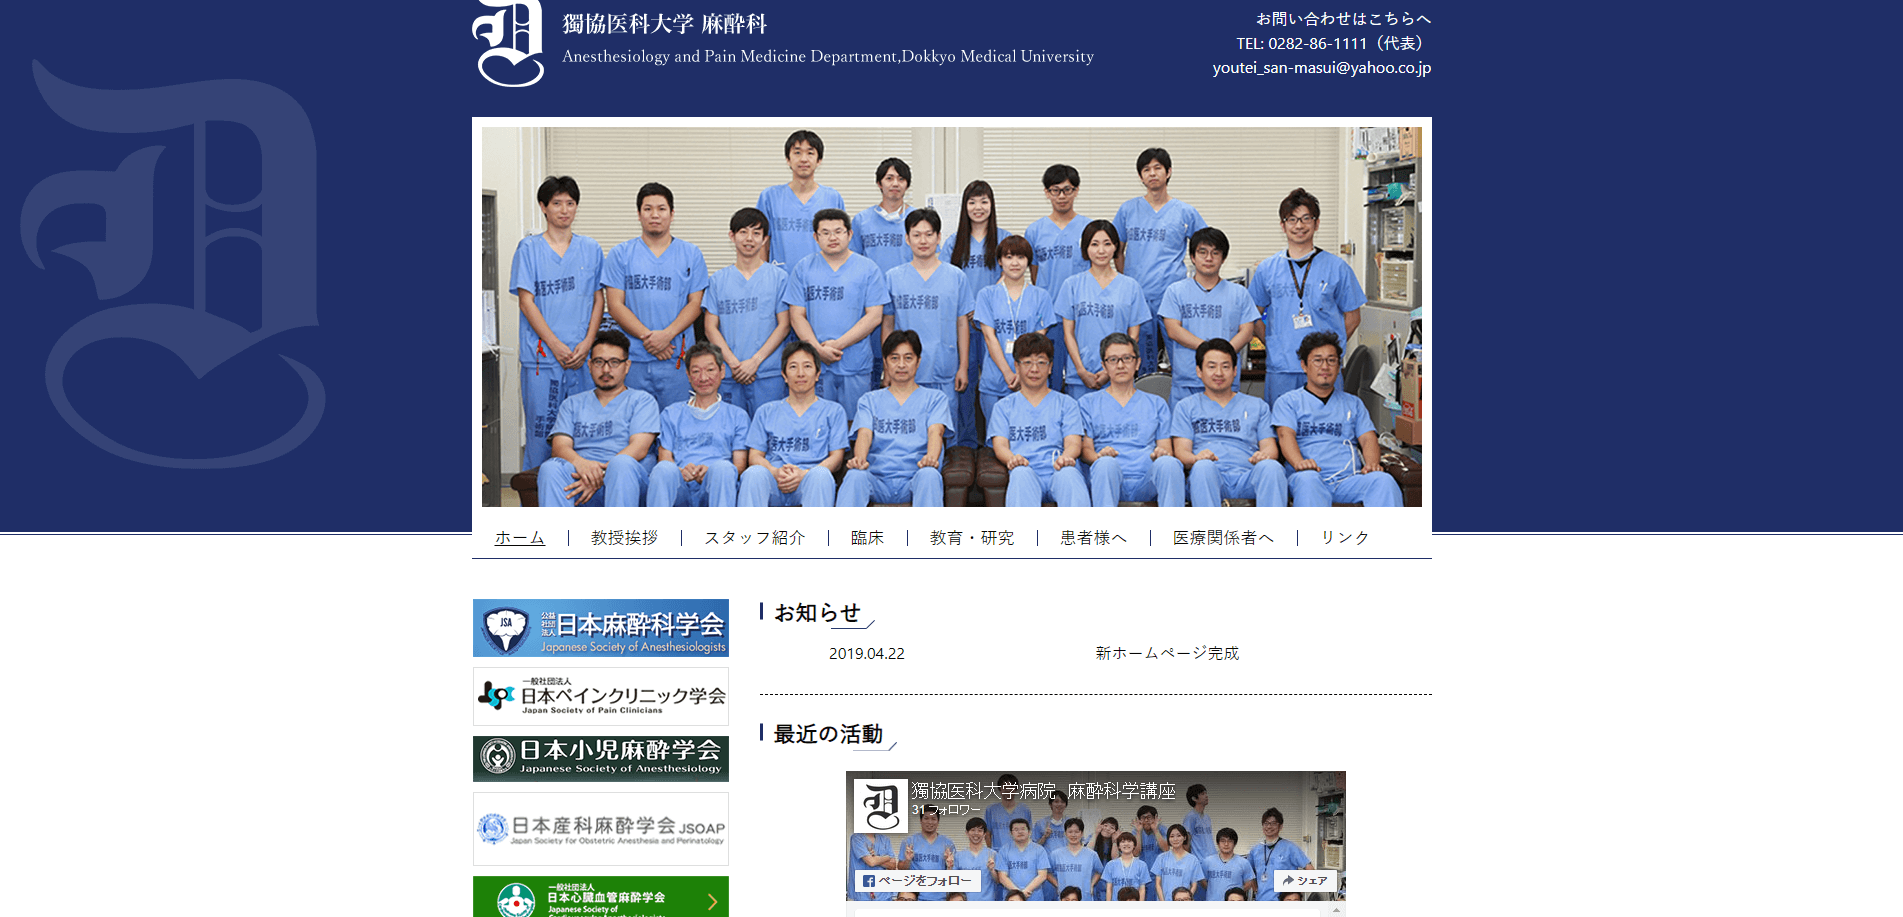 獨協医科大学 麻酔科
Anesthesiology and Pain Medicine Department,Dokkyo Medical University
お問い合わせはこちらへ
TEL: 0282-86-1111（代表）
youtei_san-masui@yahoo.co.jp
ホーム
教授挨拶
スタッフ紹介
臨床
教育・研究
患者様へ
医療関係者へ
リンク
JSA
公益社団法人
日本麻酔科学会
Japanese Society of Anesthesiologists
一般社団法人
日本ペインクリニック学会
Japan Society of Pain Clinicians
日本小児麻酔学会
Japanese Society of Anesthesiology
日本産科麻酔学会 JSOAP
Japan Society for Obstetric Anesthesia and Perinatology
一般社団法人
日本心臓血管麻酔学会
Japanese Society of
お知らせ
2019.04.22
新ホームページ完成
最近の活動
獨協医科大学病院 麻酔科学講座
31 フォロワー
ページをフォロー
シェア